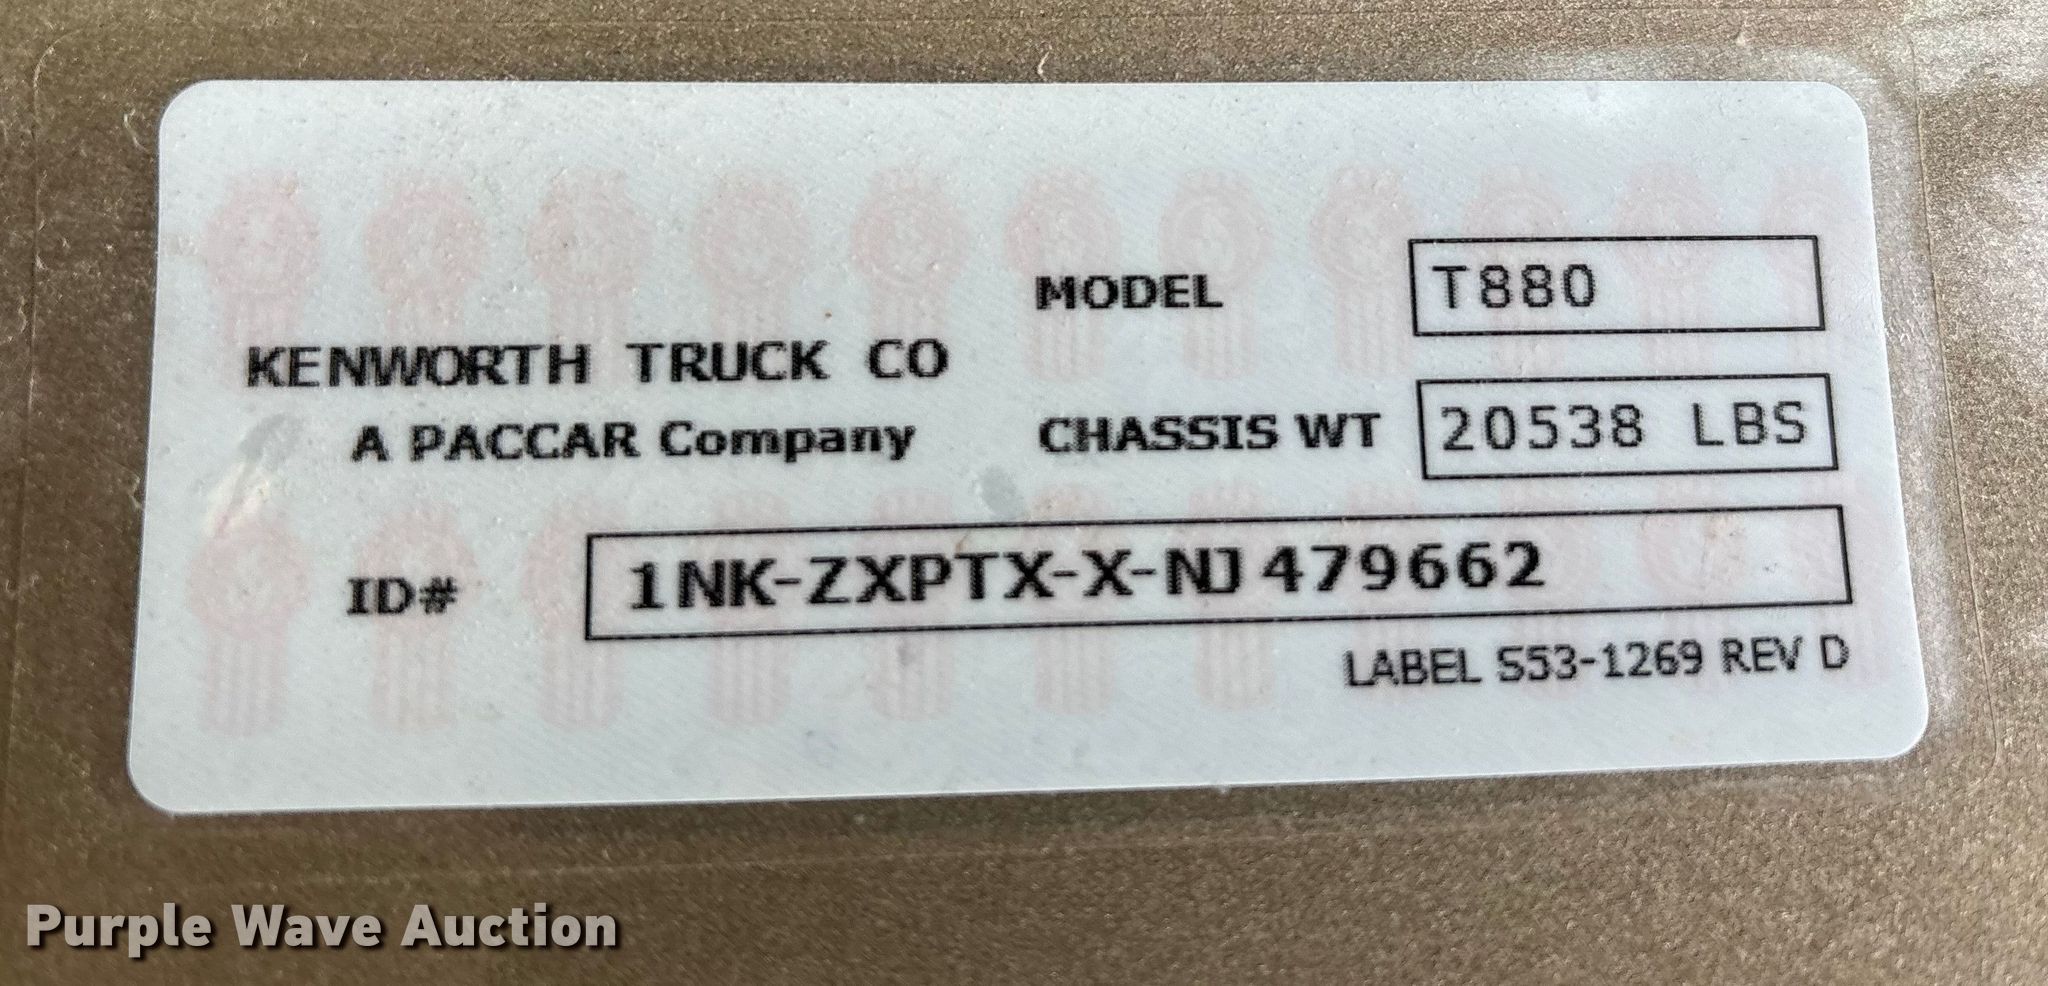 MODEL T880
KENWORTH TRUCK CO
A PACCAR Company
CHASSIS WT 20538 LBS
ID# 1NK-ZXPTX-X-NJ479662
LABEL S53-1269 REV D
Purple Wave Auction